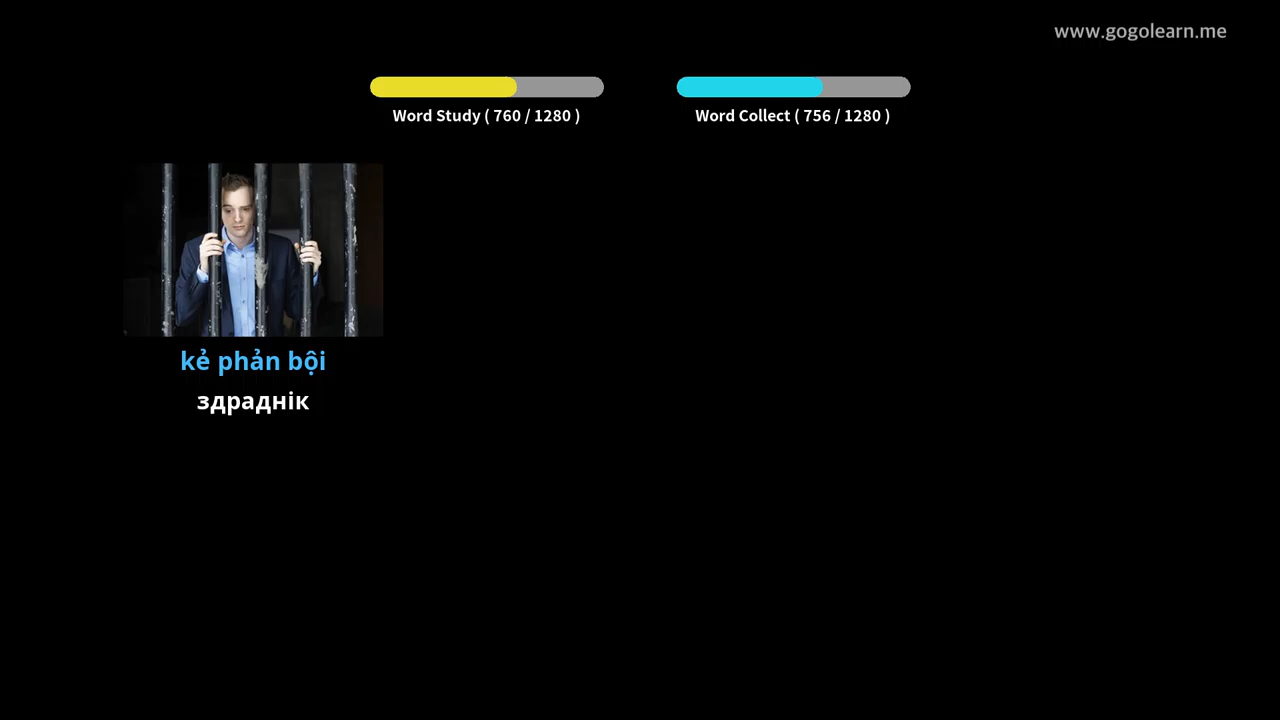 www.gogolearn.me
Word Study ( 760 / 1280 )
Word Collect ( 756 / 1280 )
kẻ phản bội
здраднік